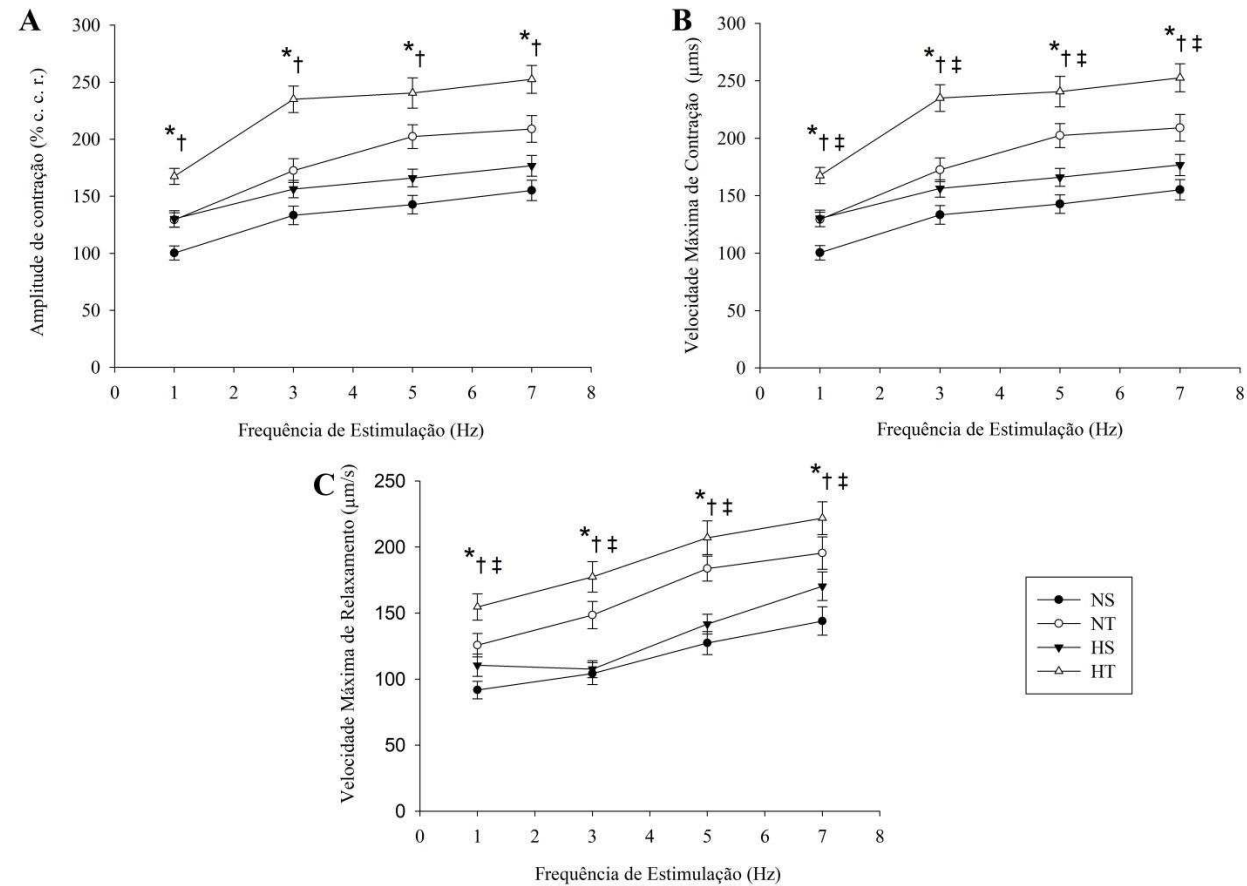 A
300
250
200
150
100
50
0
Amplitude de contração (% c. c. r.)
*†
*†
*†
*†
0 1 2 3 4 5 6 7 8
Frequência de Estimulação (Hz)
B
300
250
200
150
100
50
0
Velocidade Máxima de Contração (µms)
*†‡
*†‡
*†‡
*†‡
0 1 2 3 4 5 6 7 8
Frequência de Estimulação (Hz)
C
250
200
150
100
50
0
Velocidade Máxima de Relaxamento (µm/s)
*†‡
*†‡
*†‡
*†‡
0 1 2 3 4 5 6 7 8
Frequência de Estimulação (Hz)
NS
NT
HS
HT